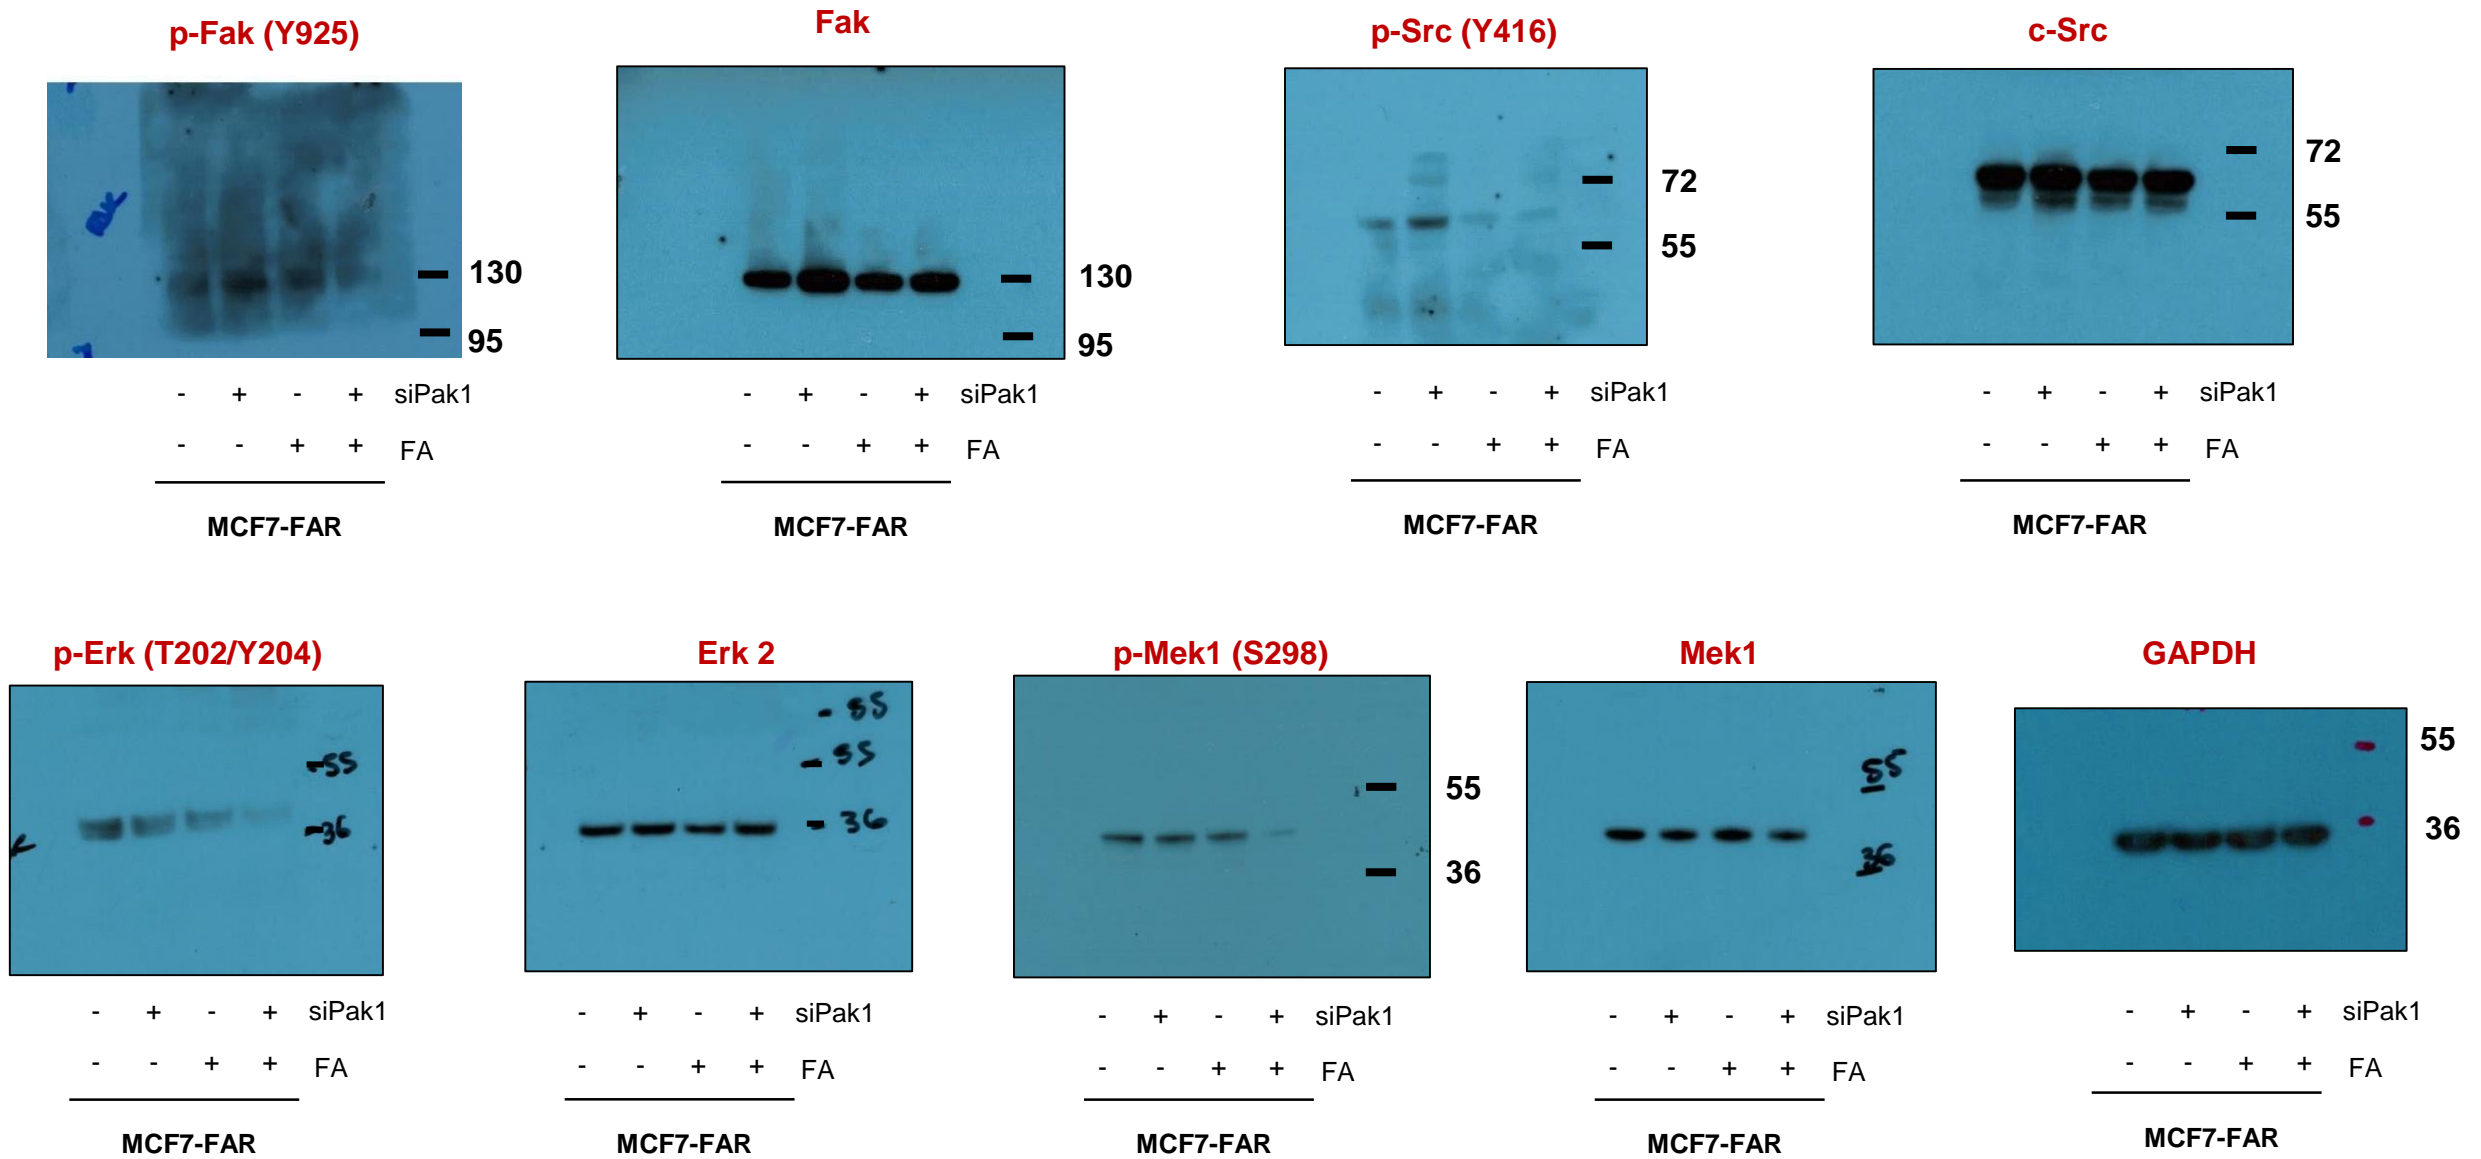 p-Fak (Y925)
Fak
p-Src (Y416)
c-Src
130
95
130
95
72
55
72
55
- + - + siPak1
- - + + FA
MCF7-FAR
- + - + siPak1
- - + + FA
MCF7-FAR
- + - + siPak1
- - + + FA
MCF7-FAR
- + - + siPak1
- - + + FA
MCF7-FAR
p-Erk (T202/Y204)
Erk 2
p-Mek1 (S298)
Mek1
GAPDH
-55
-36
- 55
- 36
55
36
55
36
55
36
- + - + siPak1
- - + + FA
MCF7-FAR
- + - + siPak1
- - + + FA
MCF7-FAR
- + - + siPak1
- - + + FA
MCF7-FAR
- + - + siPak1
- - + + FA
MCF7-FAR
- + - + siPak1
- - + + FA
MCF7-FAR